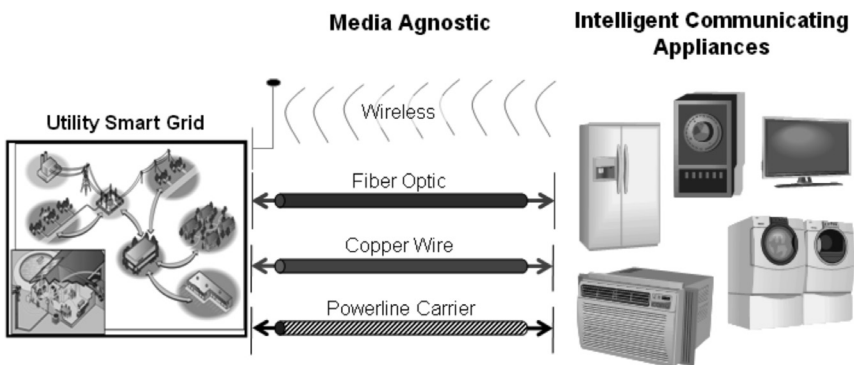 Media Agnostic
Intelligent Communicating
Appliances
Utility Smart Grid
Wireless
Fiber Optic
Copper Wire
Powerline Carrier